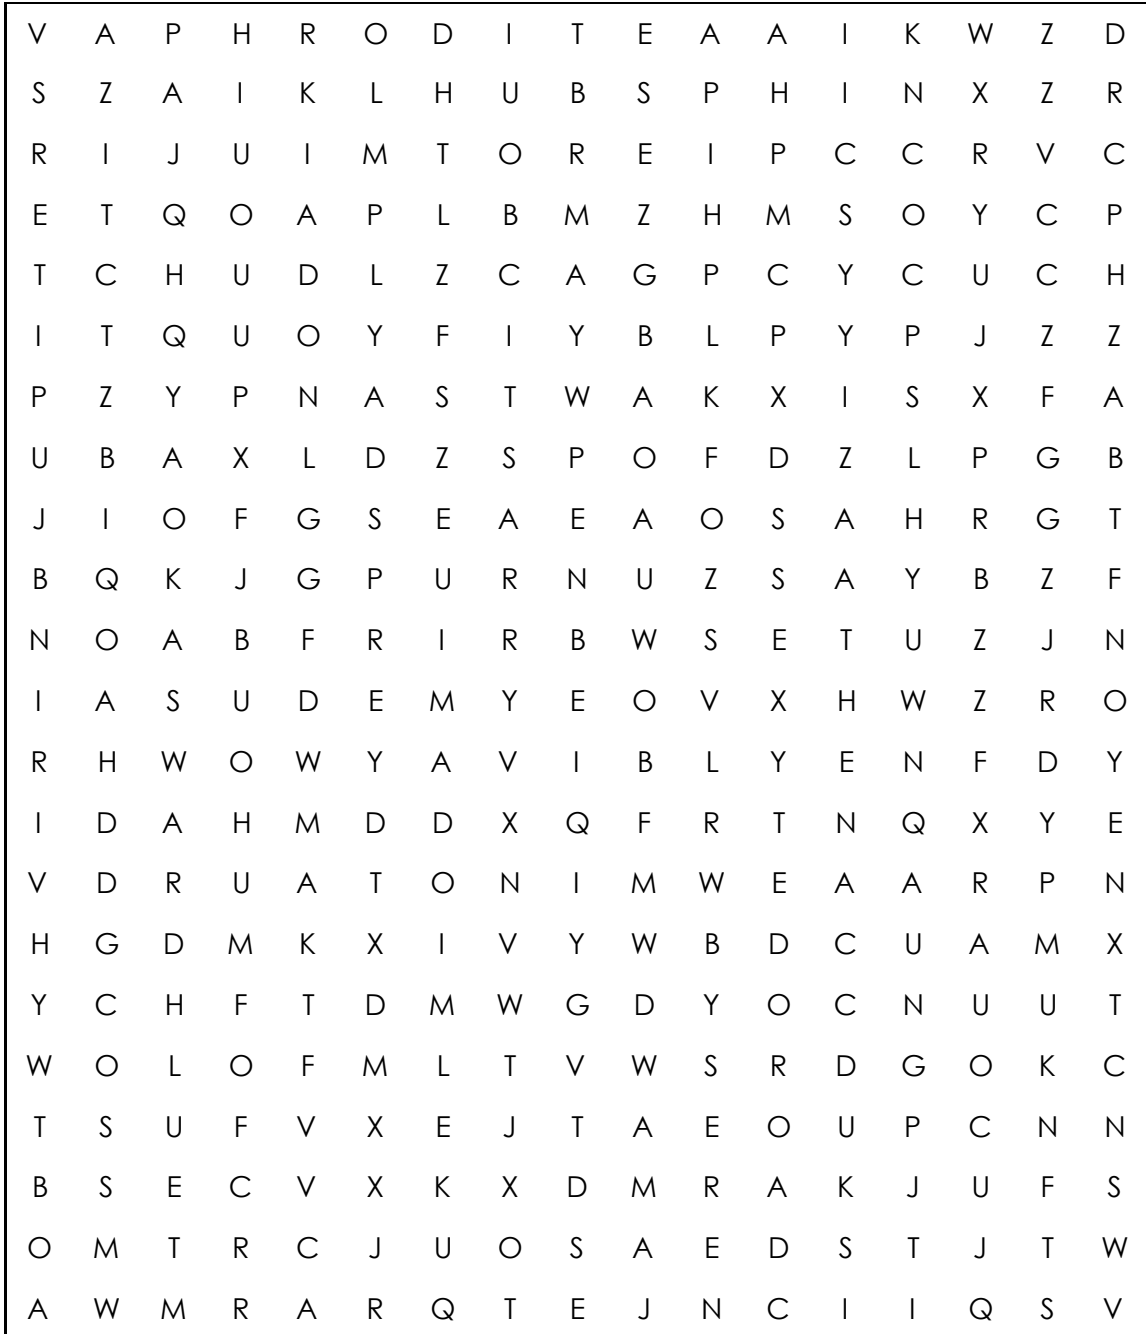 V A P H R O D I T E A A I K W Z D
S Z A I K L H U B S P H I N X Z R
R I J U I M T O R E I P C C R V C
E T Q O A P L B M Z H M S O Y C P
T C H U D L Z C A G P C Y C U C H
I T Q U O Y F I Y B L P Y P J Z Z
P Z Y P N A S T W A K X I S X F A
U B A X L D Z S P O F D Z L P G B
J I O F G S E A E A O S A H R G T
B Q K J G P U R N U Z S A Y B Z F
N O A B F R I R B W S E T U Z J N
I A S U D E M Y E O V X H W Z R O
R H W O W Y A V I B L Y E N F D Y
I D A H M D D X Q F R T N Q X Y E
V D R U A T O N I M W E A A R P N
H G D M K X I V Y W B D C U A M X
Y C H F T D M W G D Y O C N U U T
W O L O F M L T V W S R D G O K C
T S U F V X E J T A E O U P C N N
B S E C V X K X D M R A K J U F S
O M T R C J U O S A E D S T J T W
A W M R A R Q T E J N C I I Q S V